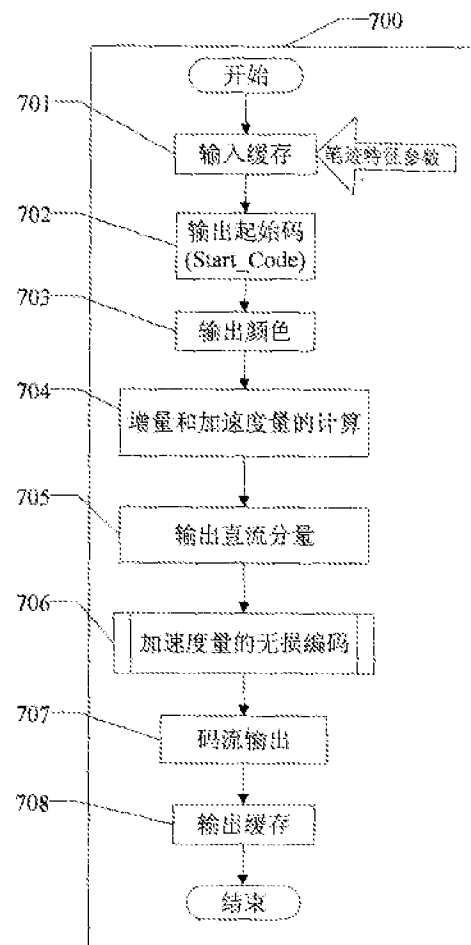 700
开始
701
输入缓存
笔迹特征参数
702
输出起始码
(Start_Code)
703
输出颜色
704
增量和加速度量的计算
705
输出直流分量
706
加速度量的无损编码
707
码流输出
708
输出缓存
结束